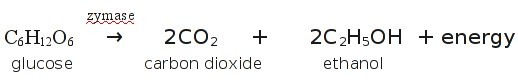 zymase
C₆H₁₂O₆ → 2CO₂ + 2C₂H₅OH + energy
glucose carbon dioxide ethanol